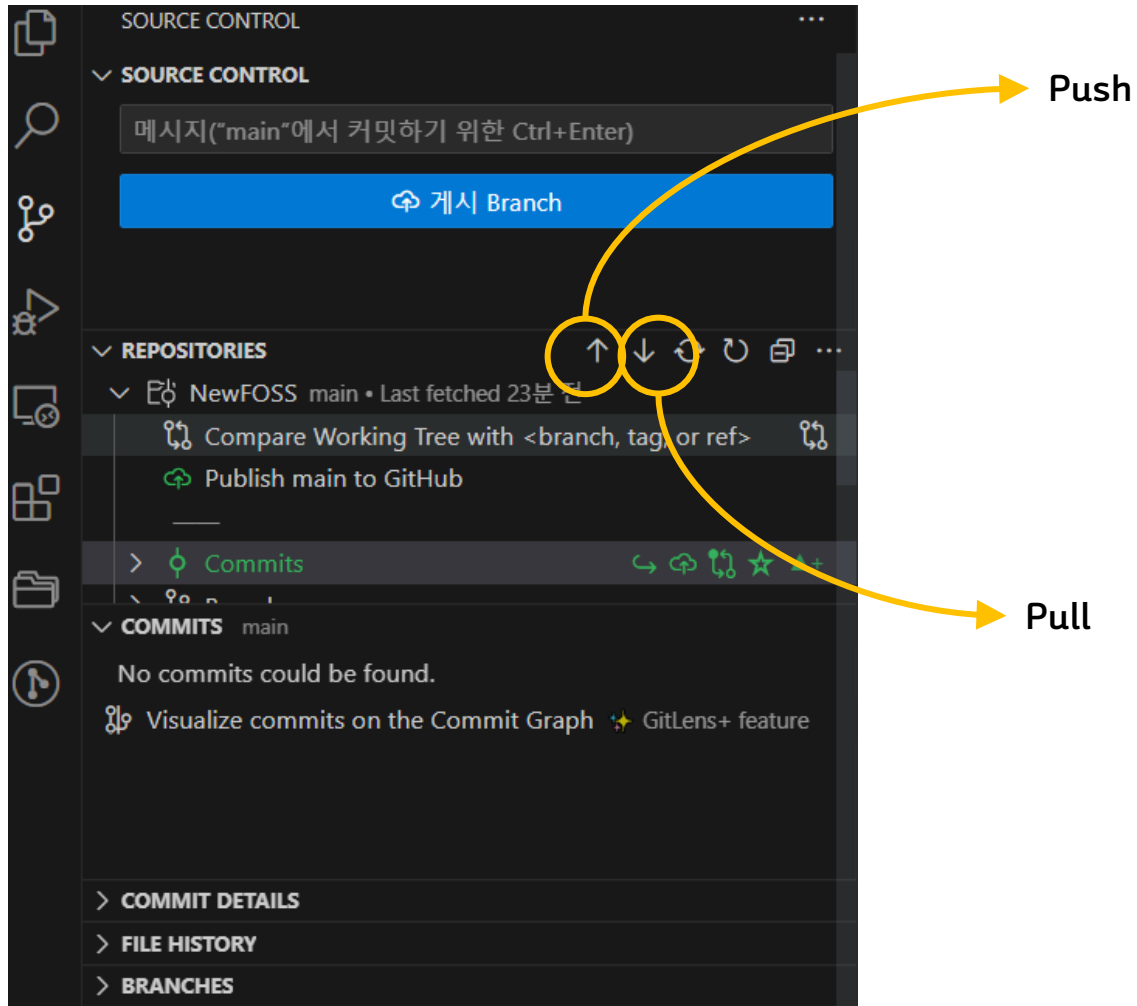 SOURCE CONTROL
SOURCE CONTROL
Push
메시지("main"에서 커밋하기 위한 Ctrl+Enter)
게시 Branch
REPOSITORIES
NewFOSS main • Last fetched 23분 전
Compare Working Tree with <branch, tag, or ref>
Publish main to GitHub
Commits
COMMITS main
Pull
No commits could be found.
Visualize commits on the Commit Graph ✨ GitLens+ feature
COMMIT DETAILS
FILE HISTORY
BRANCHES